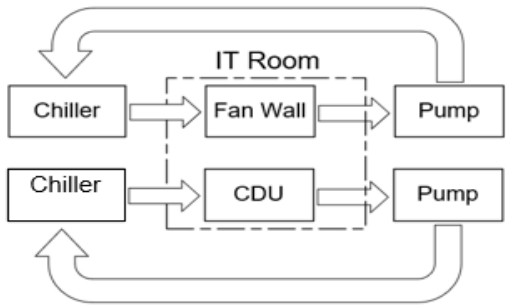 IT Room
Chiller
Fan Wall
Pump
Chiller
CDU
Pump